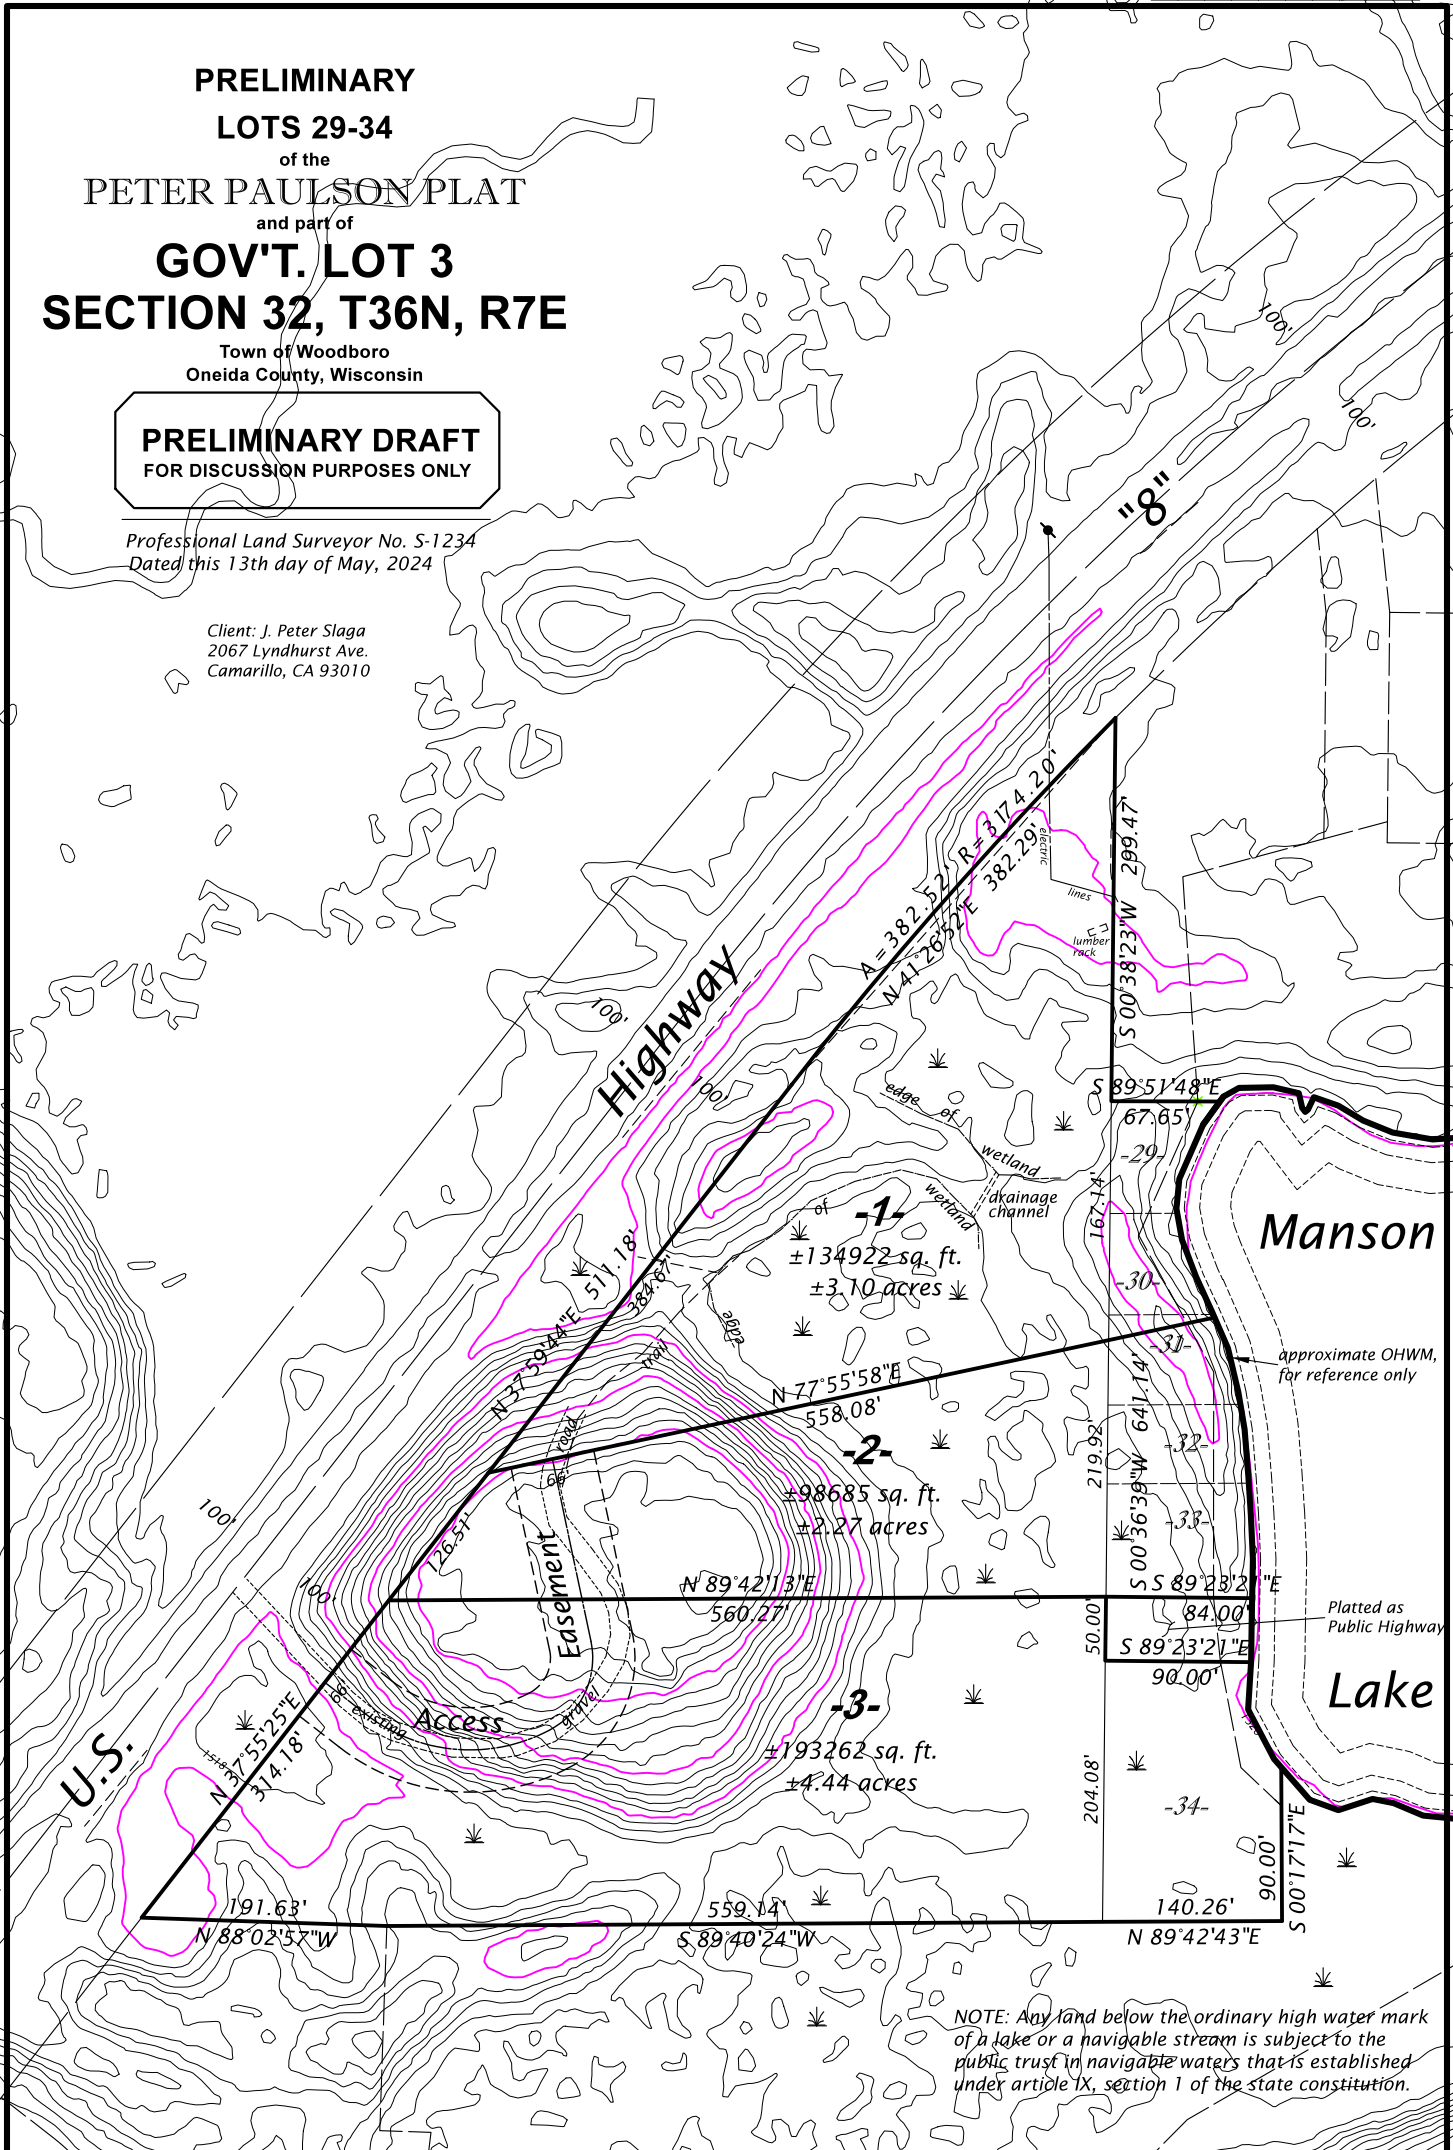 PRELIMINARY
LOTS 29-34
of the
PETER PAULSON PLAT
and part of
GOV'T. LOT 3
SECTION 32, T36N, R7E
Town of Woodboro
Oneida County, Wisconsin
PRELIMINARY DRAFT
FOR DISCUSSION PURPOSES ONLY
Professional Land Surveyor No. S-1234
Dated this 13th day of May, 2024
Client: J. Peter Slaga
2067 Lyndhurst Ave.
Camarillo, CA 93010
100'
100'
"8"
A = 382.52' R = 3174.20'
N 41°26'52"E 382.29'
electric
lines
lumber
rack
S 00°38'23"W 299.47'
Highway
100'
100'
S 89°51'48"E
67.65'
edge of
wetland
drainage
channel
-29-
167.14'
of
wetland
edge
-1-
±134922 sq. ft.
±3.10 acres
Manson
-30-
-31-
approximate OHWM,
for reference only
N 37°59'44"E 511.18'
384.67'
trail
road
66'
N 77°55'58"E
558.08'
-2-
±98685 sq. ft.
±2.27 acres
219.92'
S 00°36'39"W 641.14'
-32-
-33-
100'
100'
126.51'
Easement
N 89°42'13"E
560.27'
S 89°23'21"E
84.00'
50.00'
S 89°23'21"E
90.00'
Platted as
Public Highway
Lake
66'
existing
Access
gravel
-3-
±193262 sq. ft.
±4.44 acres
U.S.
1518
N 37°55'25"E
314.18'
204.08'
-34-
90.00'
S 00°17'17"E
191.63'
N 88°02'57"W
559.14'
S 89°40'24"W
140.26'
N 89°42'43"E
NOTE: Any land below the ordinary high water mark
of a lake or a navigable stream is subject to the
public trust in navigable waters that is established
under article IX, section 1 of the state constitution.